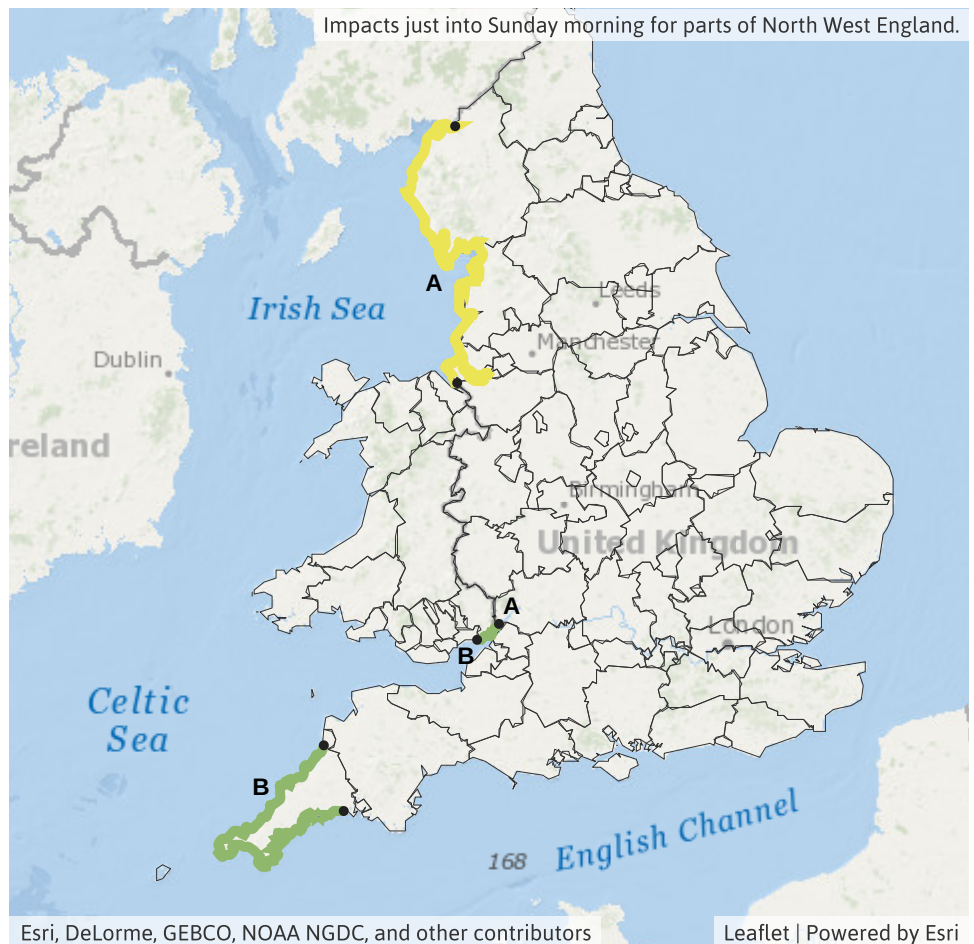 Impacts just into Sunday morning for parts of North West England.
A
Leeds
Irish Sea
Manchester
Dublin
reland
Birmingham
United Kingdom
A
London
B
Celtic
Sea
B
168
English Channel
Esri, DeLorme, GEBCO, NOAA NGDC, and other contributors
Leaflet | Powered by Esri